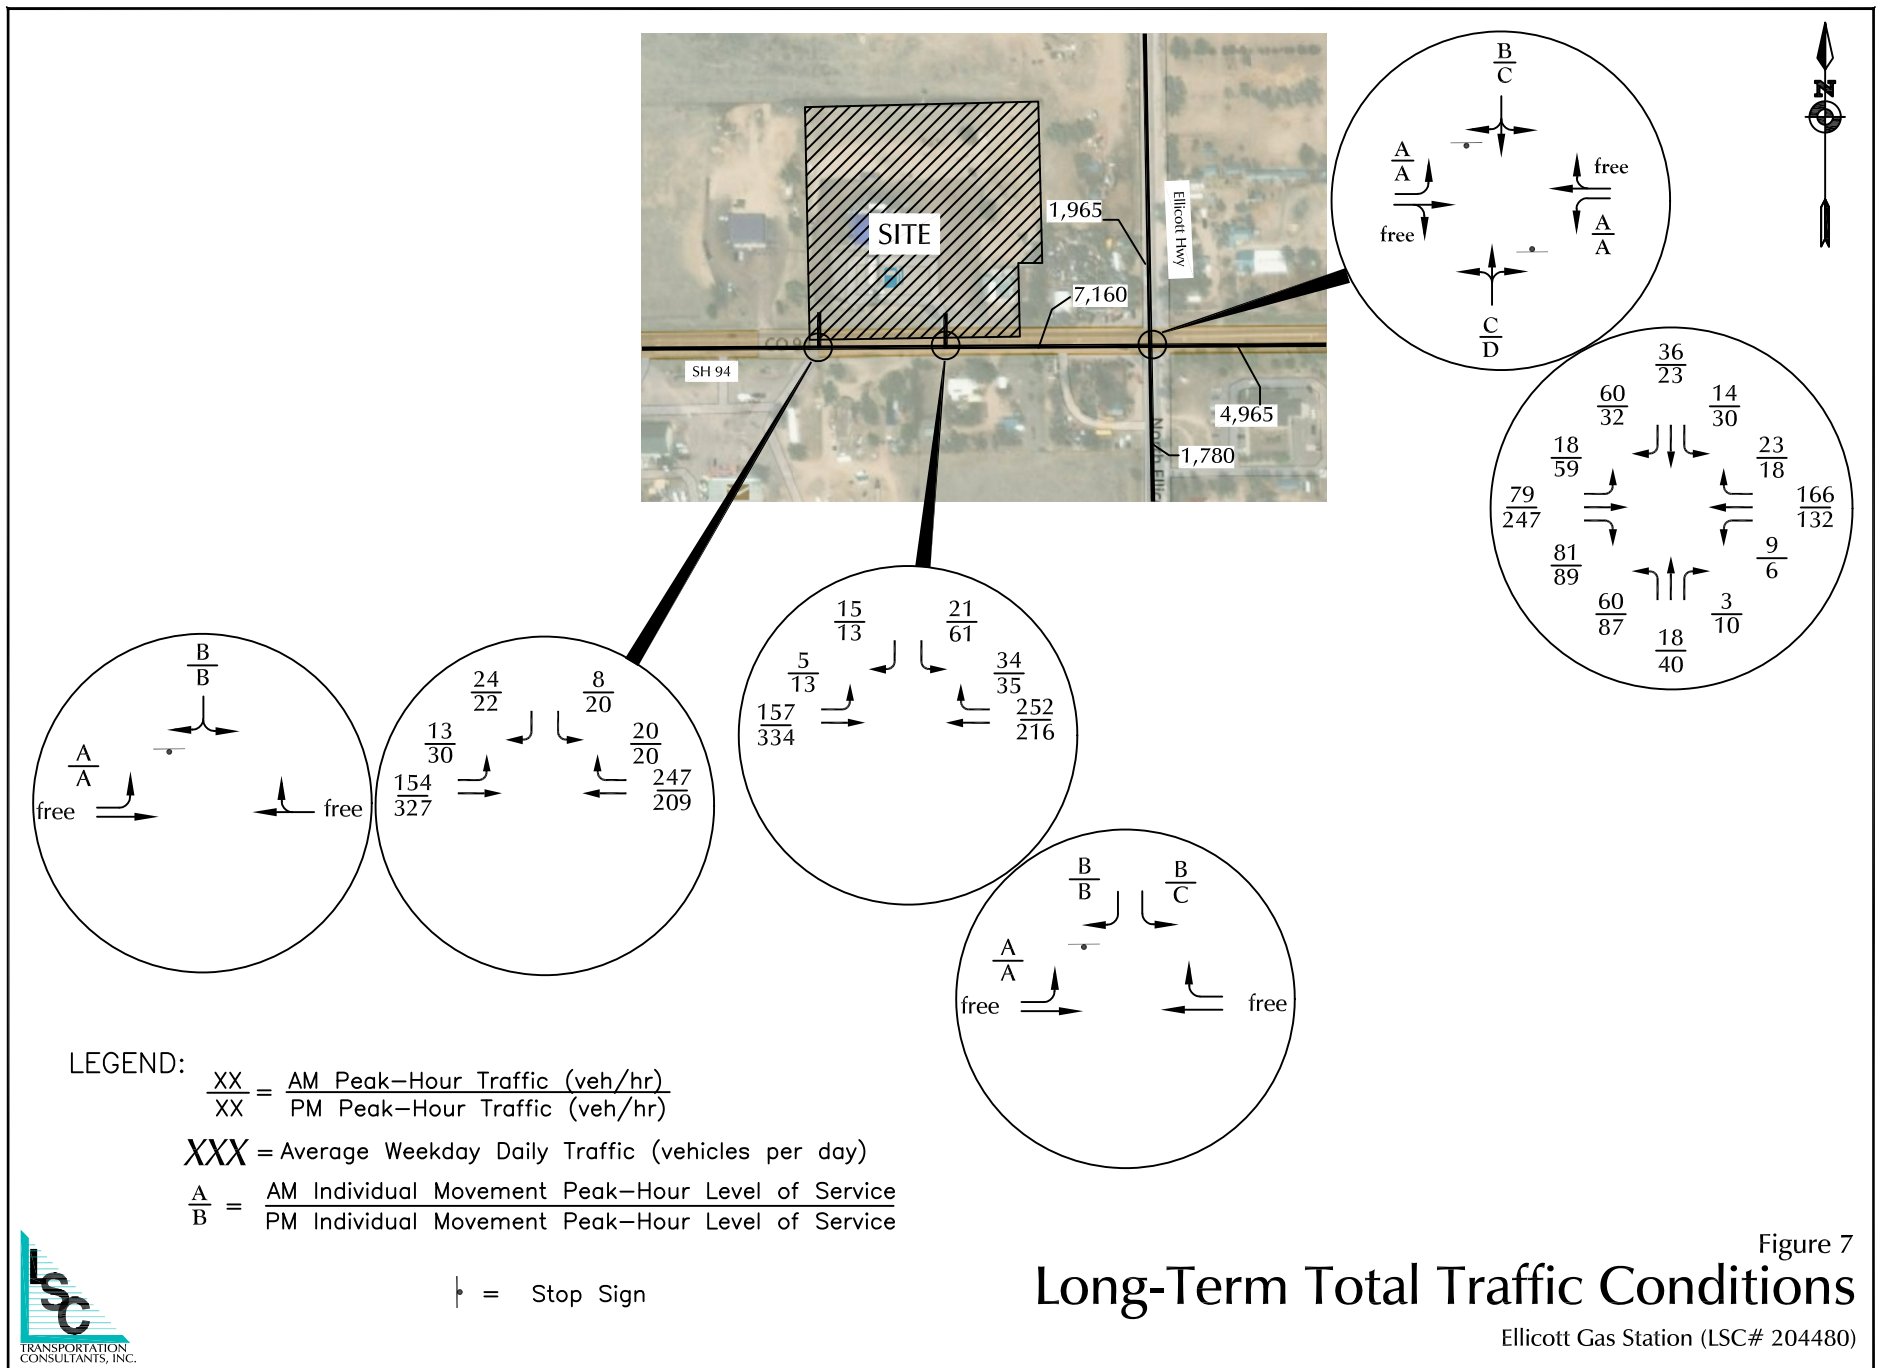 B
C
N
A
A
free
free
A
A
C
D
1,965
Ellicott Hwy
SITE
7,160
SH 94
4,965
1,780
36
23
60
32
14
30
18
59
23
18
79
247
166
132
81
89
9
6
60
87
3
10
18
40
B
B
A
A
free
free
24
22
8
20
13
30
20
20
154
327
247
209
15
13
21
61
5
13
34
35
157
334
252
216
B
B
B
C
A
A
free
free
LEGEND:
XX = AM Peak-Hour Traffic (veh/hr)
XX PM Peak-Hour Traffic (veh/hr)
XXX = Average Weekday Daily Traffic (vehicles per day)
A = AM Individual Movement Peak-Hour Level of Service
B PM Individual Movement Peak-Hour Level of Service
= Stop Sign
LSC
TRANSPORTATION
CONSULTANTS, INC.
Figure 7
Long-Term Total Traffic Conditions
Ellicott Gas Station (LSC# 204480)